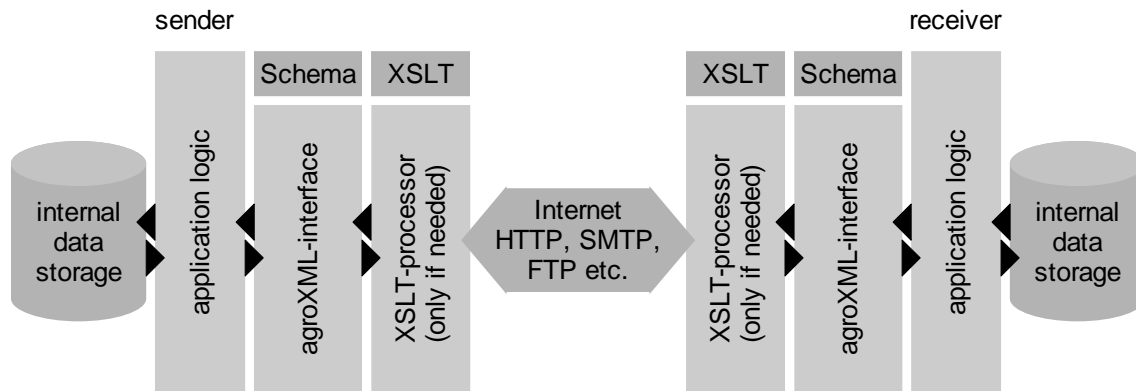 sender
receiver
Schema
XSLT
XSLT
Schema
internal
data
storage
application logic
agroXML-interface
XSLT-processor
(only if needed)
Internet
HTTP, SMTP,
FTP etc.
XSLT-processor
(only if needed)
agroXML-interface
application logic
internal
data
storage